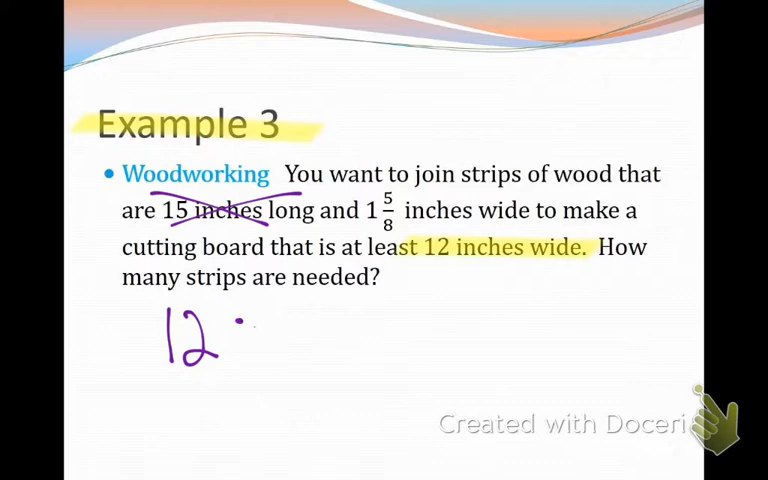 Example 3
• Woodworking You want to join strips of wood that
are 15 inches long and 1 5/8 inches wide to make a
cutting board that is at least 12 inches wide. How
many strips are needed?
12
Created with Doceri